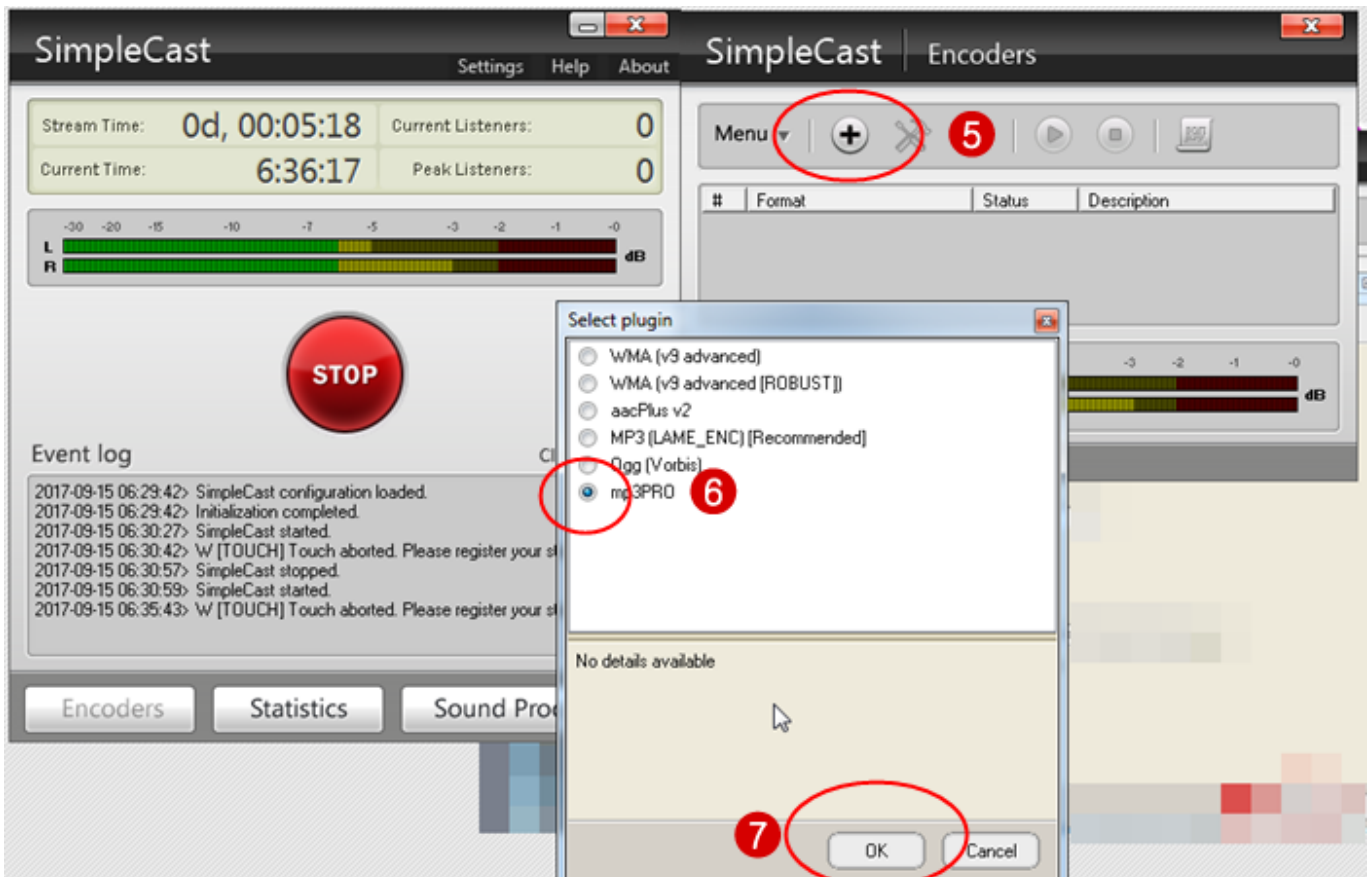 SimpleCast
Settings Help About
Stream Time: 0d, 00:05:18 Current Listeners: 0
Current Time: 6:36:17 Peak Listeners: 0
-30 -20 -15 -10 -7 -5 -3 -2 -1 -0
L
R
dB
STOP
Event log
2017-09-15 06:29:42> SimpleCast configuration loaded.
2017-09-15 06:29:42> Initialization completed.
2017-09-15 06:30:27> SimpleCast started.
2017-09-15 06:30:42> W [TOUCH] Touch aborted. Please register your
2017-09-15 06:30:57> SimpleCast stopped.
2017-09-15 06:30:59> SimpleCast started.
2017-09-15 06:35:43> W [TOUCH] Touch aborted. Please register your
Encoders Statistics Sound
SimpleCast Encoders
Menu 5
# Format Status Description
-3 -2 -1 -0
dB
Select plugin
WMA (v9 advanced)
WMA (v9 advanced [ROBUST])
aacPlus v2
MP3 (LAME_ENC) [Recommended]
Ogg (Vorbis)
mp3PRO 6
No details available
7 OK Cancel